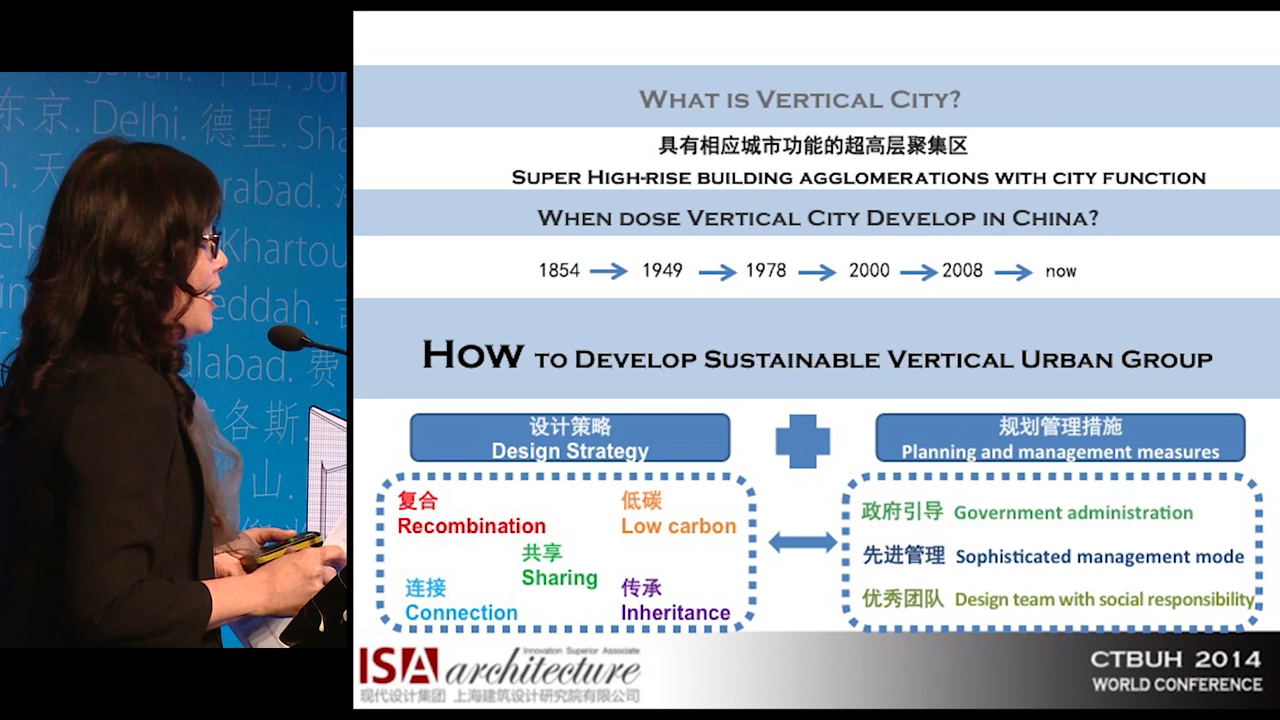 东京. Delhi. 德里. Sha
Khartou
eddah.
alabad. 费
各斯.
山.
WHAT IS VERTICAL CITY?
具有相应城市功能的超高层聚集区
SUPER HIGH-RISE BUILDING AGGLOMERATIONS WITH CITY FUNCTION
WHEN DOSE VERTICAL CITY DEVELOP IN CHINA?
1854 → 1949 → 1978 → 2000 → 2008 → now
HOW TO DEVELOP SUSTAINABLE VERTICAL URBAN GROUP
设计策略
Design Strategy
复合
Recombination
低碳
Low carbon
共享
Sharing
连接
Connection
传承
Inheritance
规划管理措施
Planning and management measures
政府引导 Government administration
先进管理 Sophisticated management mode
优秀团队 Design team with social responsibility
Innovation Superior Associate
ISA architecture
现代设计集团 上海建筑设计研究院有限公司
CTBUH 2014
WORLD CONFERENCE